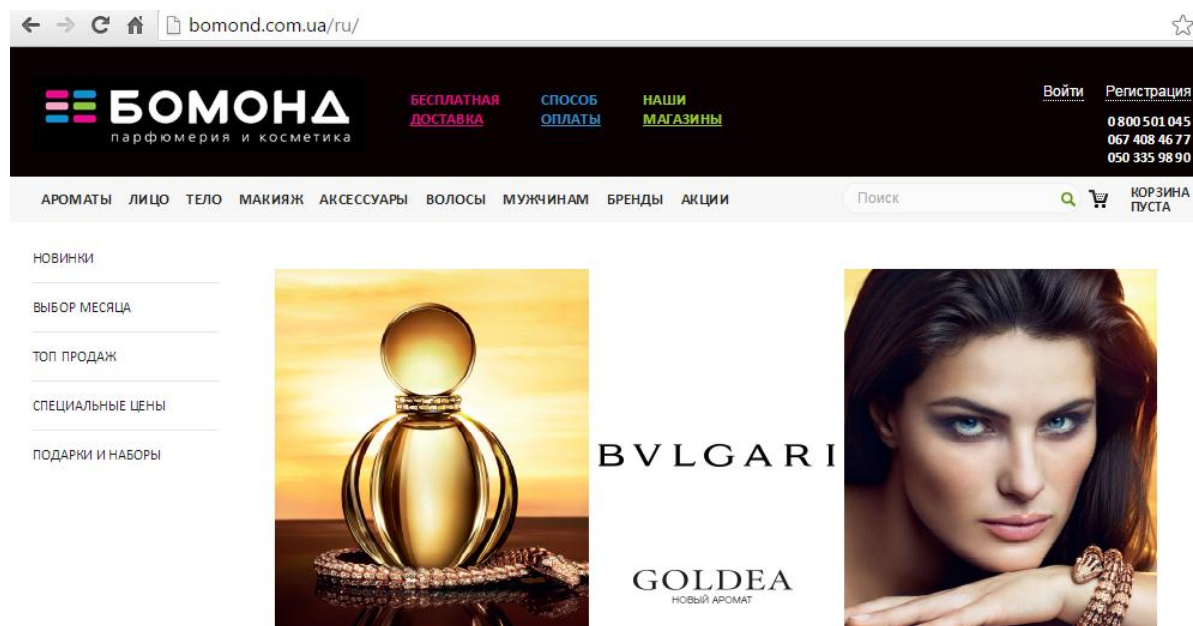 bomond.com.ua/ru/
БОМОНД
парфюмерия и косметика
БЕСПЛАТНАЯ
ДОСТАВКА
СПОСОБ
ОПЛАТЫ
НАШИ
МАГАЗИНЫ
Войти Регистрация
0 800 501 045
067 408 46 77
050 335 98 90
АРОМАТЫ ЛИЦО ТЕЛО МАКИЯЖ АКСЕССУАРЫ ВОЛОСЫ МУЖЧИНАМ БРЕНДЫ АКЦИИ
Поиск
КОРЗИНА
ПУСТА
НОВИНКИ
ВЫБОР МЕСЯЦА
ТОП ПРОДАЖ
СПЕЦИАЛЬНЫЕ ЦЕНЫ
ПОДАРКИ И НАБОРЫ
BVLGARI
GOLDEA
НОВЫЙ АРОМАТ